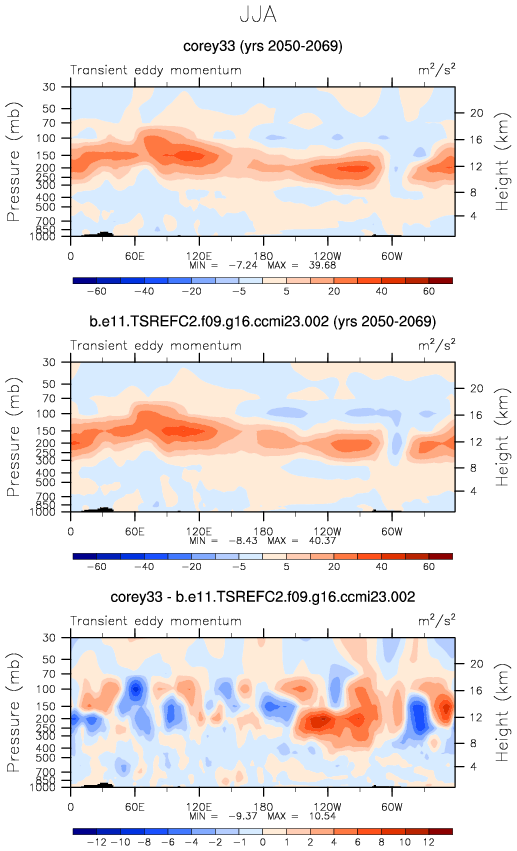 JJA
corey33 (yrs 2050-2069)
Transient eddy momentum m²/s²
30
50
70
100
150
200
250
300
400
500
700
850
1000
Pressure (mb)
20
16
12
8
4
Height (km)
0 60E 120E 180 120W 60W
MIN = -7.24 MAX = 39.68
-60 -40 -20 -5 5 20 40 60
b.e11.TSREFC2.f09.g16.ccmi23.002 (yrs 2050-2069)
Transient eddy momentum m²/s²
30
50
70
100
150
200
250
300
400
500
700
850
1000
Pressure (mb)
20
16
12
8
4
Height (km)
0 60E 120E 180 120W 60W
MIN = -8.43 MAX = 40.37
-60 -40 -20 -5 5 20 40 60
corey33 - b.e11.TSREFC2.f09.g16.ccmi23.002
Transient eddy momentum m²/s²
30
50
70
100
150
200
250
300
400
500
700
850
1000
Pressure (mb)
20
16
12
8
4
Height (km)
0 60E 120E 180 120W 60W
MIN = -9.37 MAX = 10.54
-12 -10 -8 -6 -4 -2 -1 0 1 2 4 6 8 10 12